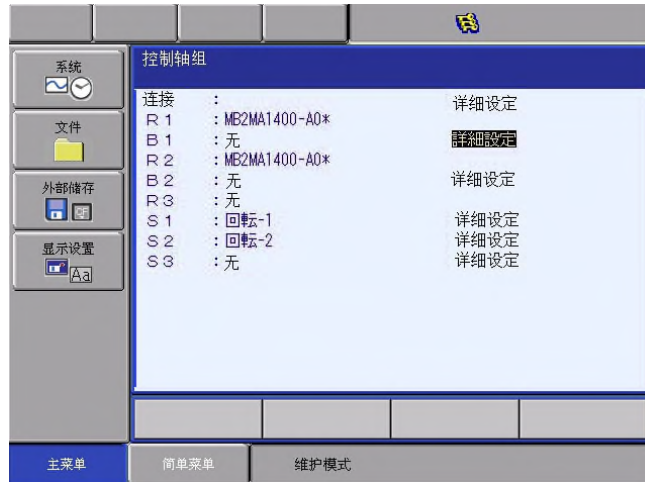 系统
文件
外部储存
CF
显示设置
Aa
控制轴组
连接 : 详细设定
R1 : MB2MA1400-A0*
B1 : 无 詳細設定
R2 : MB2MA1400-A0*
B2 : 无 详细设定
R3 : 无
S1 : 回転-1 详细设定
S2 : 回転-2 详细设定
S3 : 无 详细设定
主菜单 简单菜单 维护模式